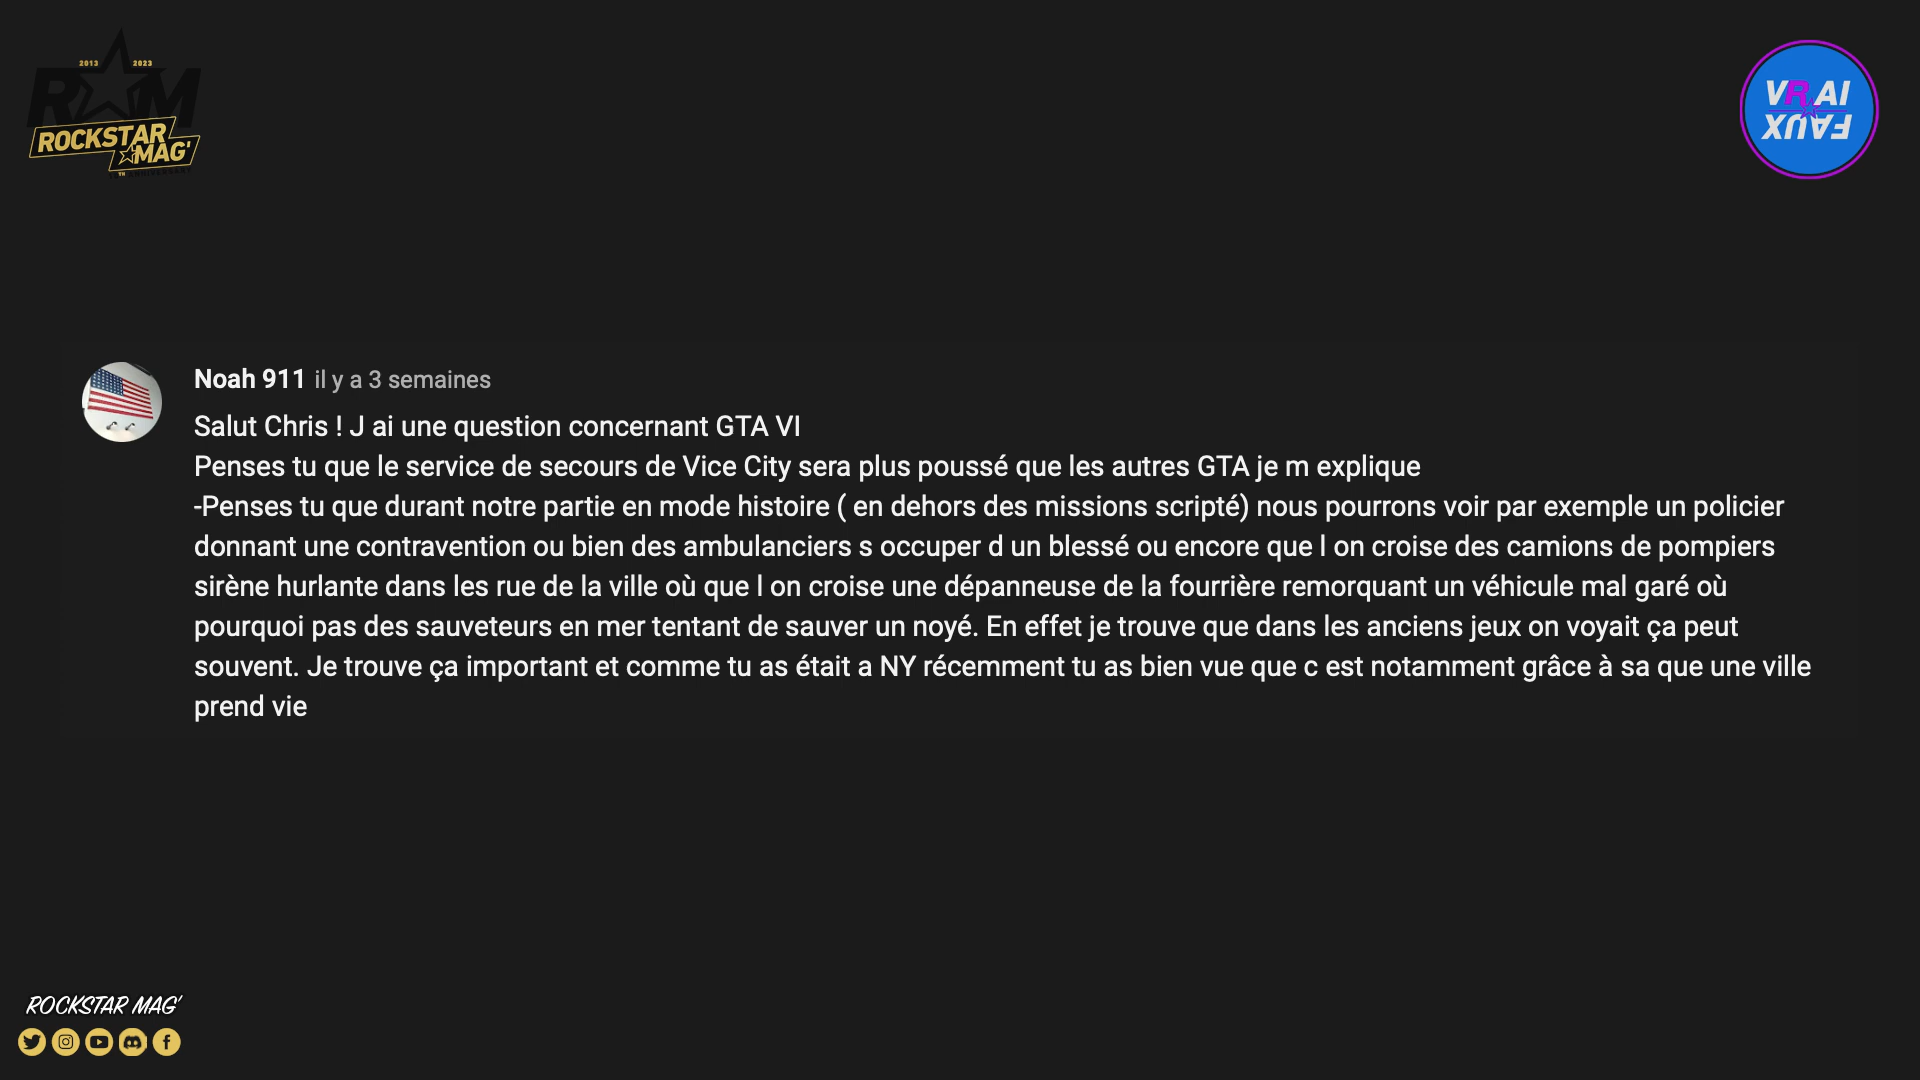 2013 2023
RM
ROCKSTAR
MAG'
VRAI
FAUX
Noah 911 il y a 3 semaines
Salut Chris ! J ai une question concernant GTA VI
Penses tu que le service de secours de Vice City sera plus poussé que les autres GTA je m explique
-Penses tu que durant notre partie en mode histoire ( en dehors des missions scripté) nous pourrons voir par exemple un policier
donnant une contravention ou bien des ambulanciers s occuper d un blessé ou encore que l on croise des camions de pompiers
sirène hurlante dans les rue de la ville où que l on croise une dépanneuse de la fourrière remorquant un véhicule mal garé où
pourquoi pas des sauveteurs en mer tentant de sauver un noyé. En effet je trouve que dans les anciens jeux on voyait ça peut
souvent. Je trouve ça important et comme tu as était a NY récemment tu as bien vue que c est notamment grâce à sa que une ville
prend vie
ROCKSTAR MAG'